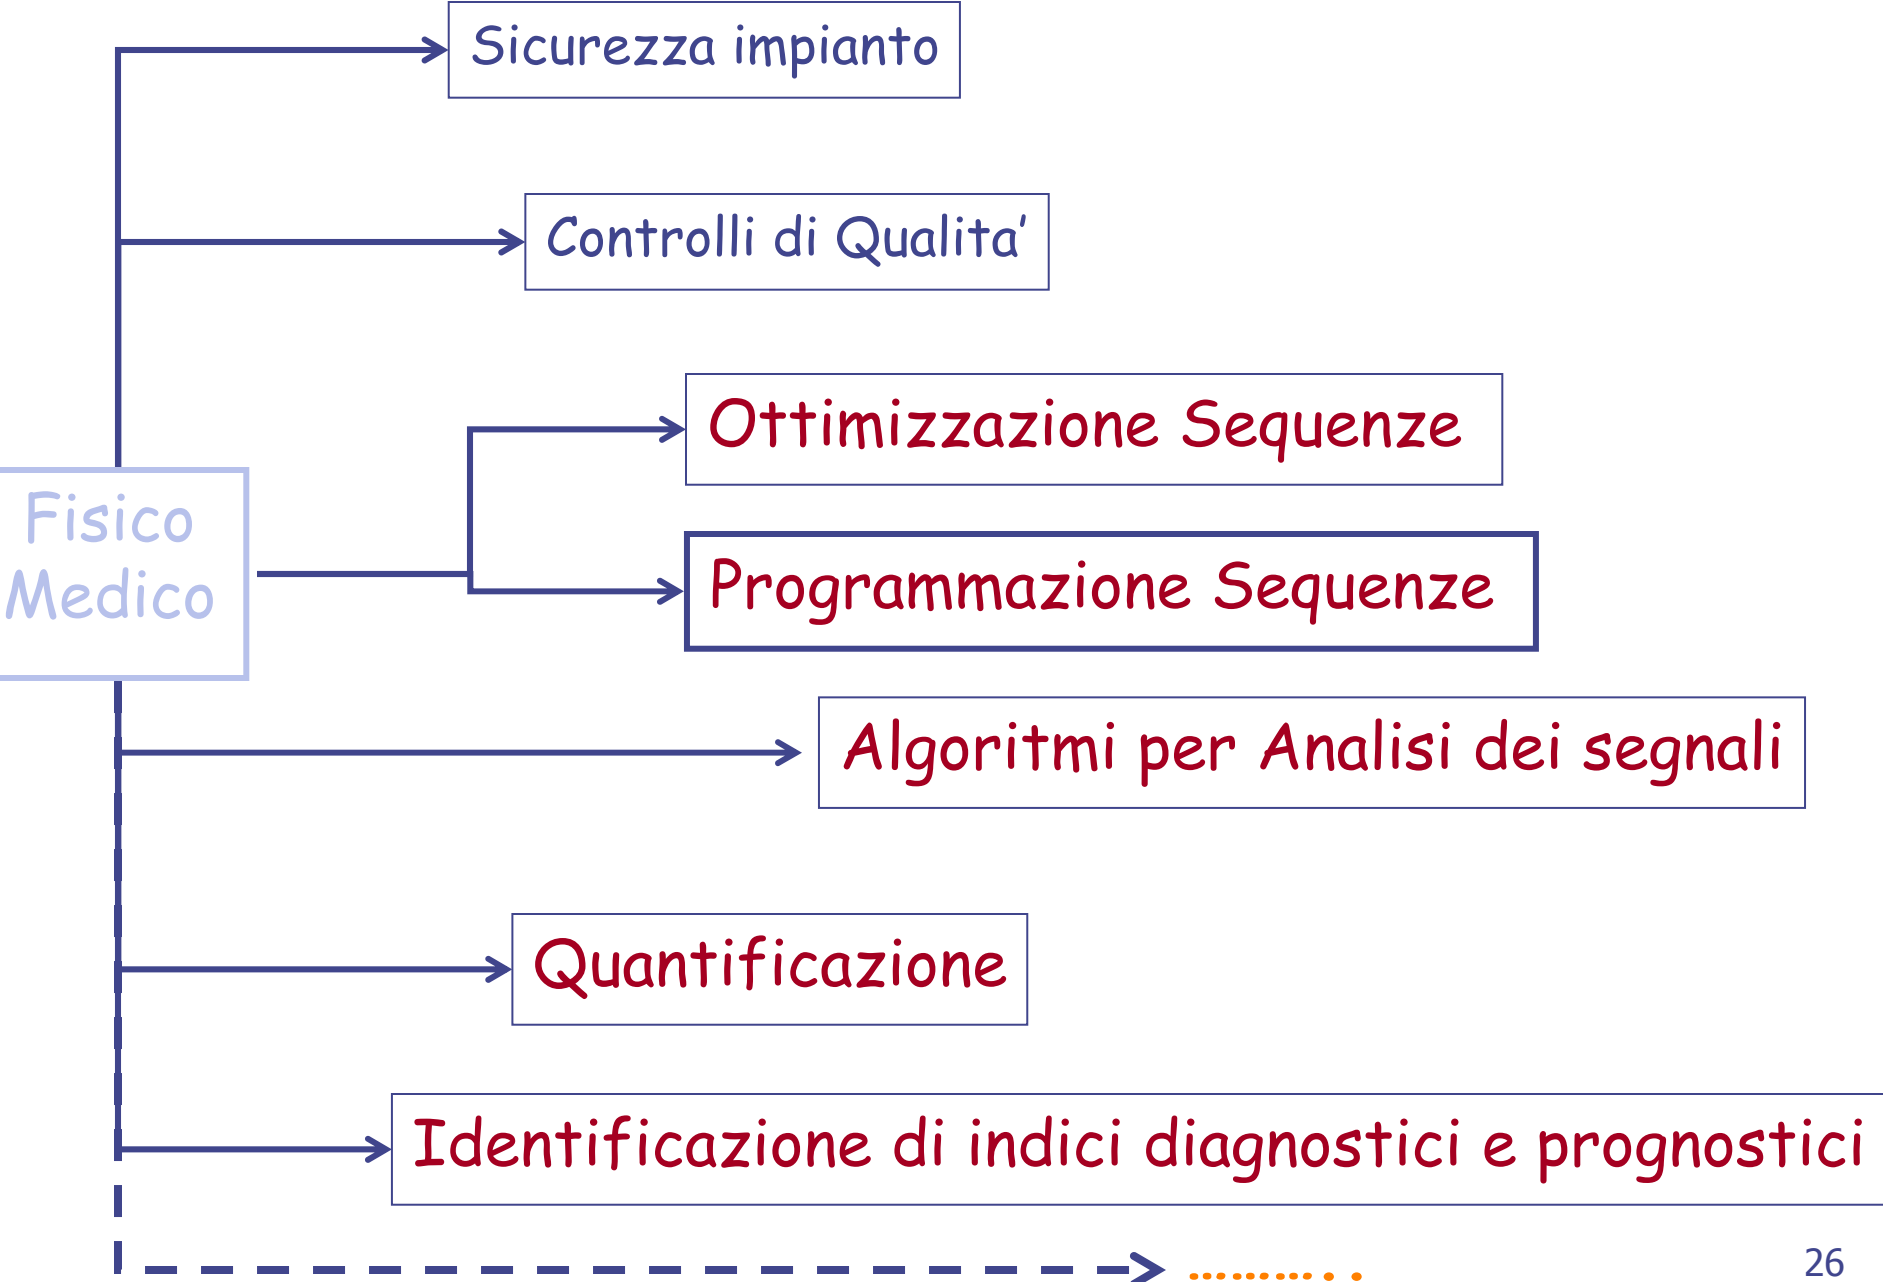 Sicurezza impianto
Controlli di Qualita’
Ottimizzazione Sequenze
Fisico
Medico
Programmazione Sequenze
Algoritmi per Analisi dei segnali
Quantificazione
Identificazione di indici diagnostici e prognostici
……… . .
26